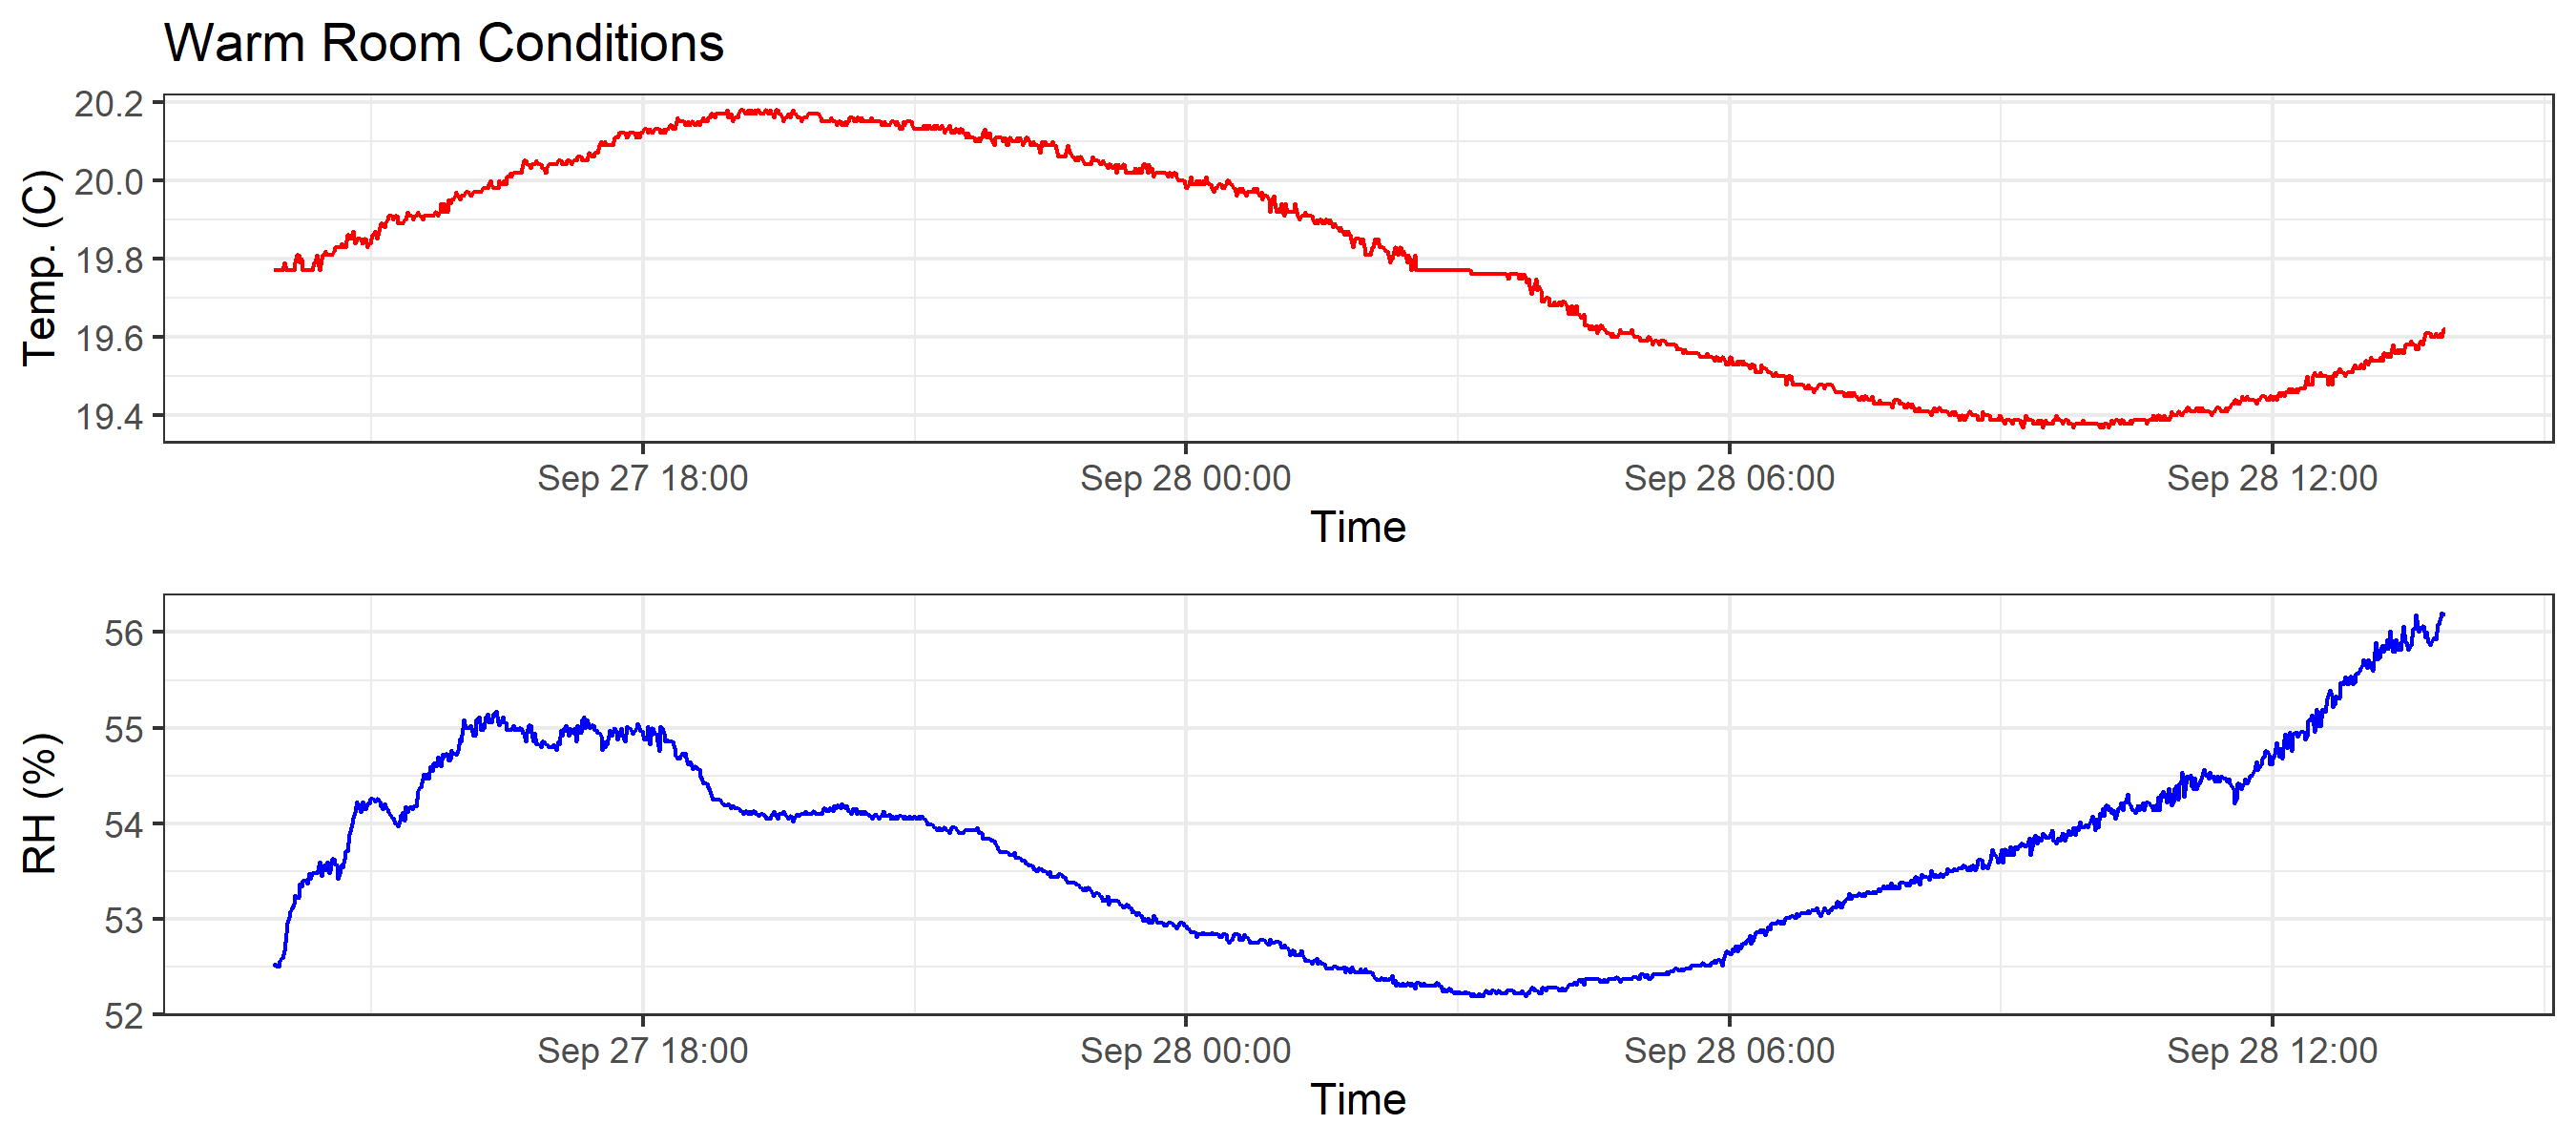 Warm Room Conditions
Temp. (C)
20.2
20.0
19.8
19.6
19.4
Sep 27 18:00 Sep 28 00:00 Sep 28 06:00 Sep 28 12:00
Time
RH (%)
56
55
54
53
52
Sep 27 18:00 Sep 28 00:00 Sep 28 06:00 Sep 28 12:00
Time